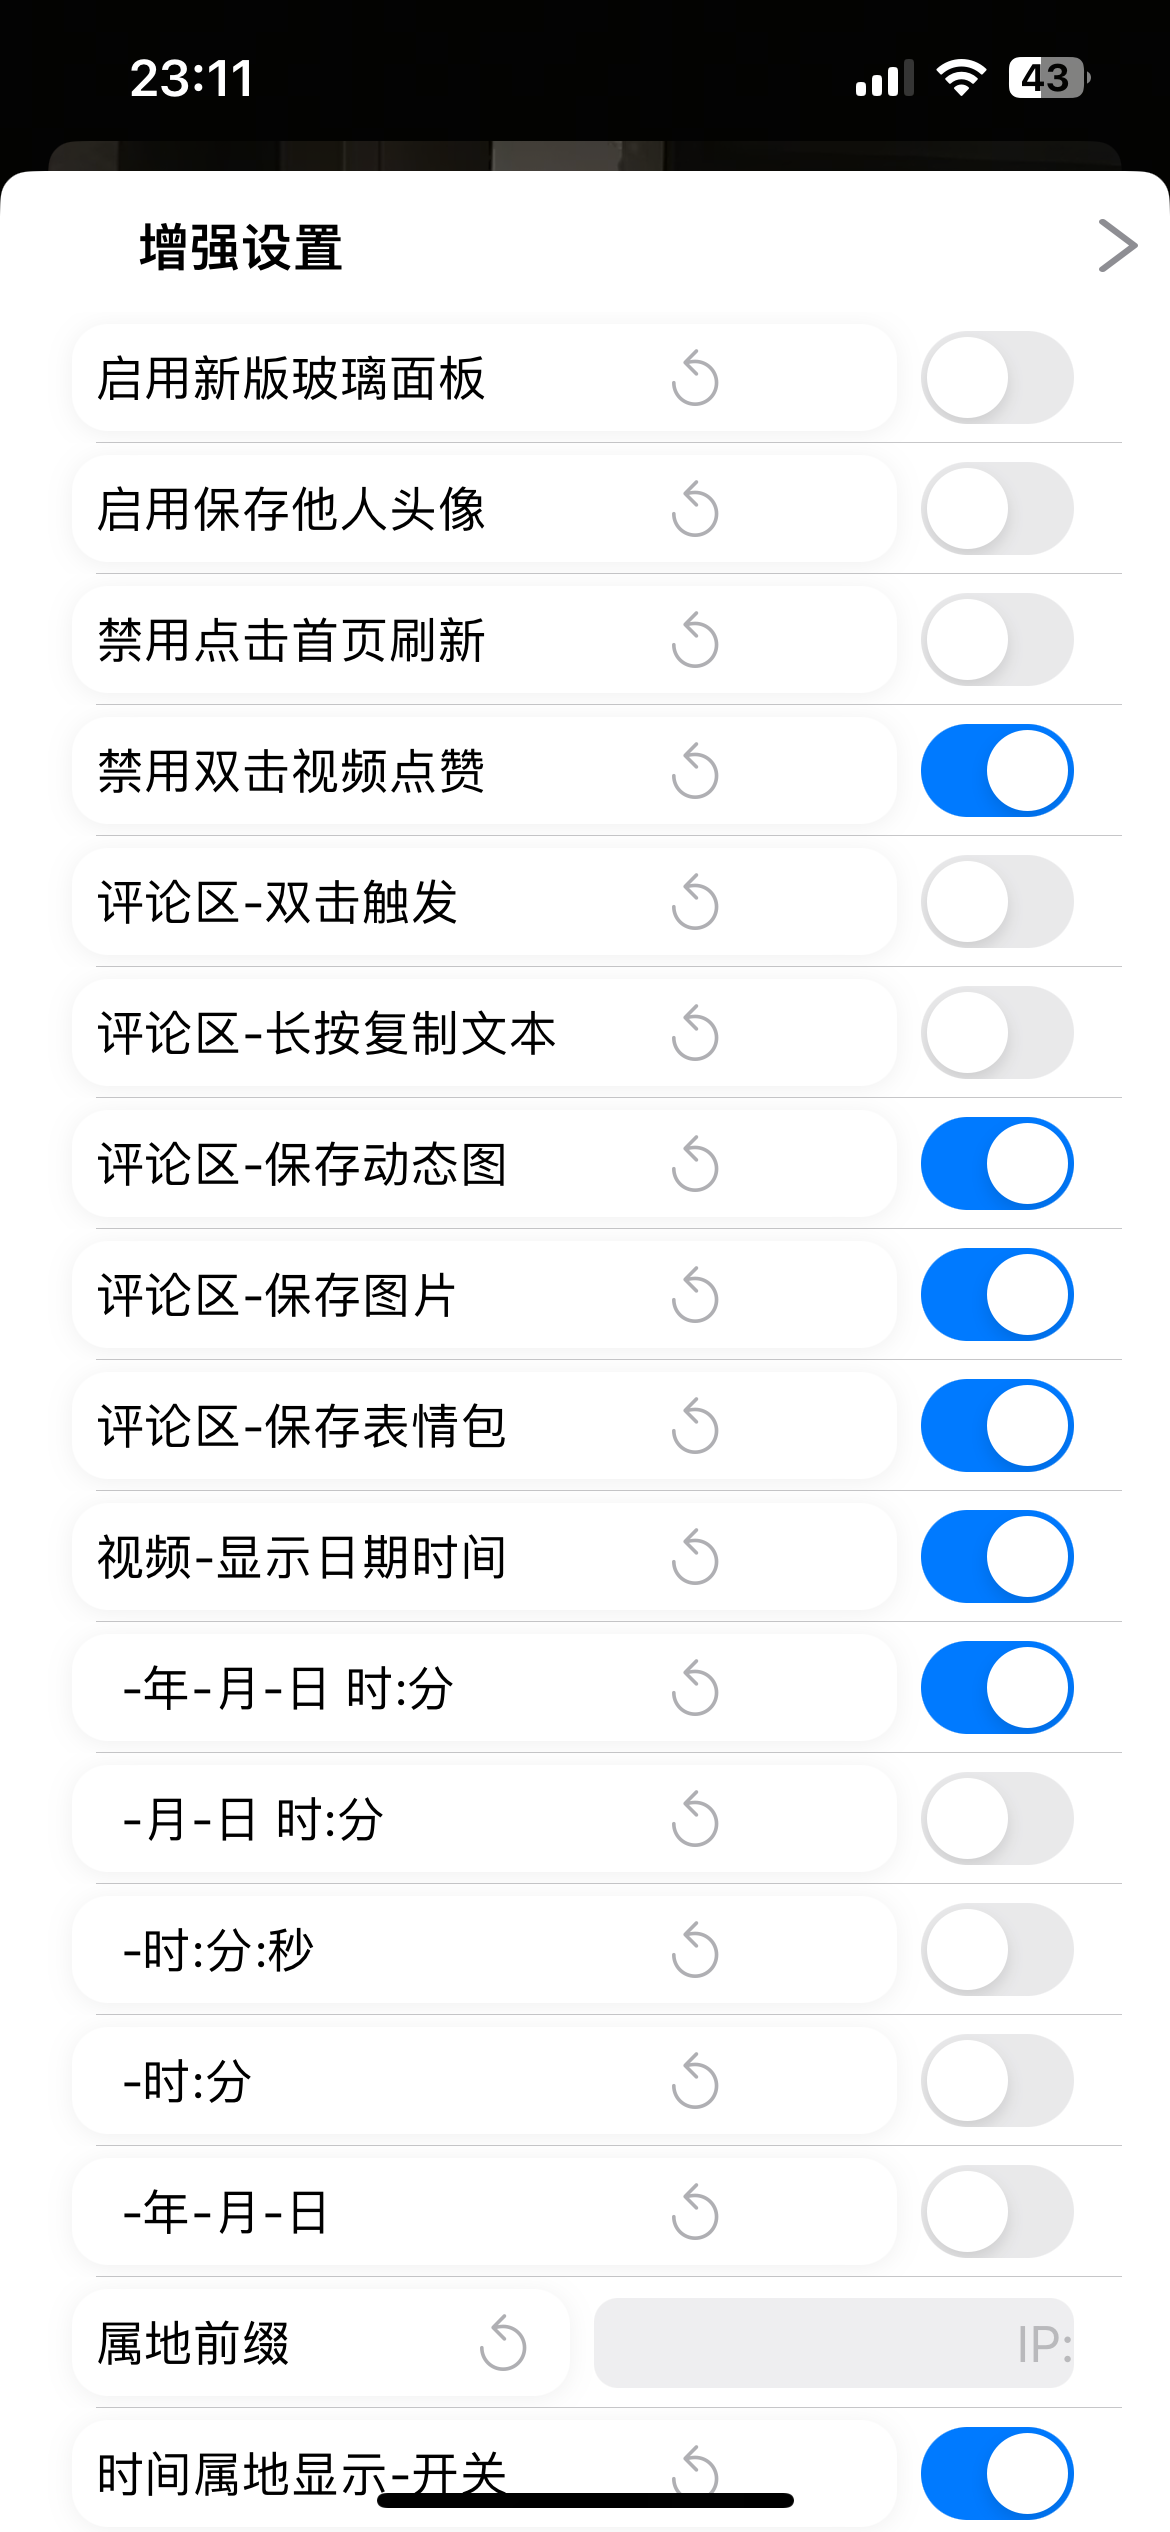 23:11
43
增强设置
启用新版玻璃面板
启用保存他人头像
禁用点击首页刷新
禁用双击视频点赞
评论区-双击触发
评论区-长按复制文本
评论区-保存动态图
评论区-保存图片
评论区-保存表情包
视频-显示日期时间
-年-月-日 时:分
-月-日 时:分
-时:分:秒
-时:分
-年-月-日
属地前缀
IP:
时间属地显示-开关